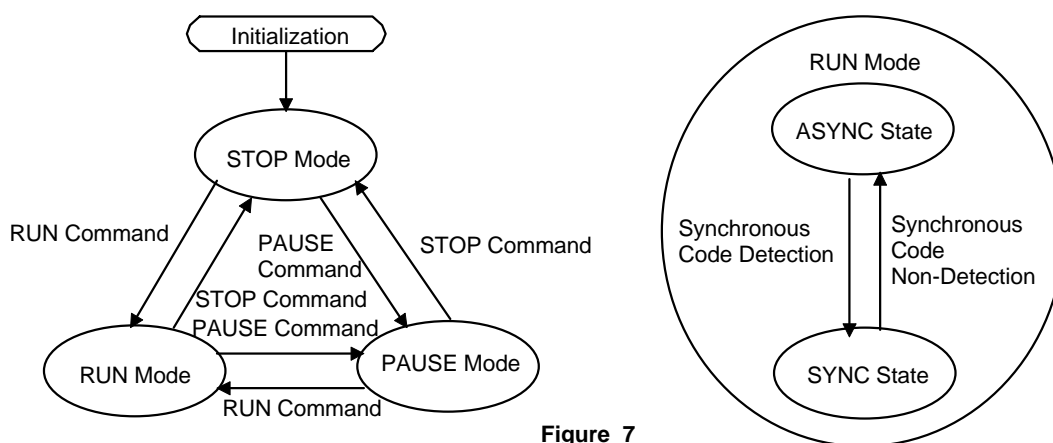 Initialization
STOP Mode
RUN Command
PAUSE
Command
STOP Command
STOP Command
PAUSE Command
RUN Mode
PAUSE Mode
RUN Command
RUN Mode
ASYNC State
Synchronous
Code Detection
Synchronous
Code
Non-Detection
SYNC State
Figure 7